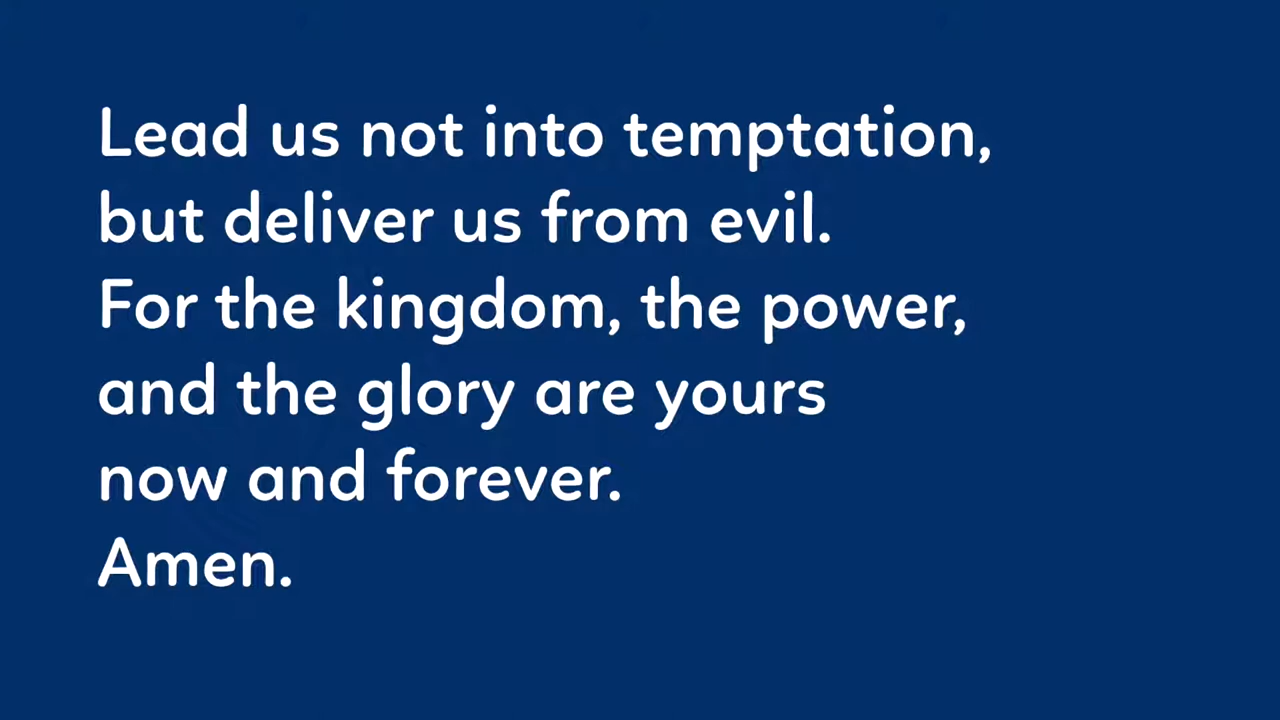 Lead us not into temptation,
but deliver us from evil.
For the kingdom, the power,
and the glory are yours
now and forever.
Amen.